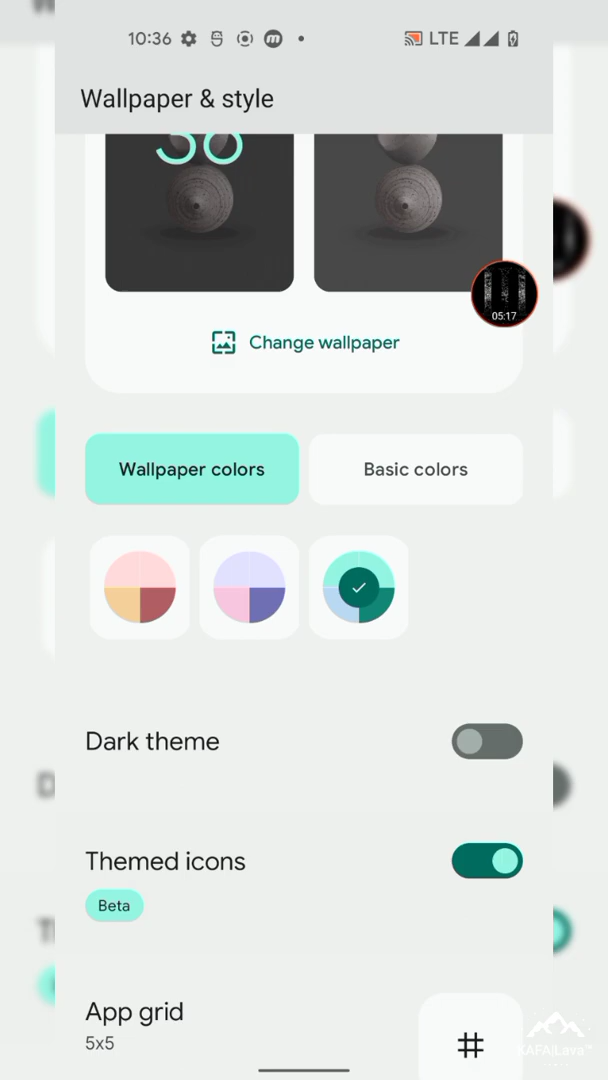 10:36
LTE
Wallpaper & style
36
05:17
Change wallpaper
Wallpaper colors
Basic colors
Dark theme
Themed icons
Beta
App grid
5x5